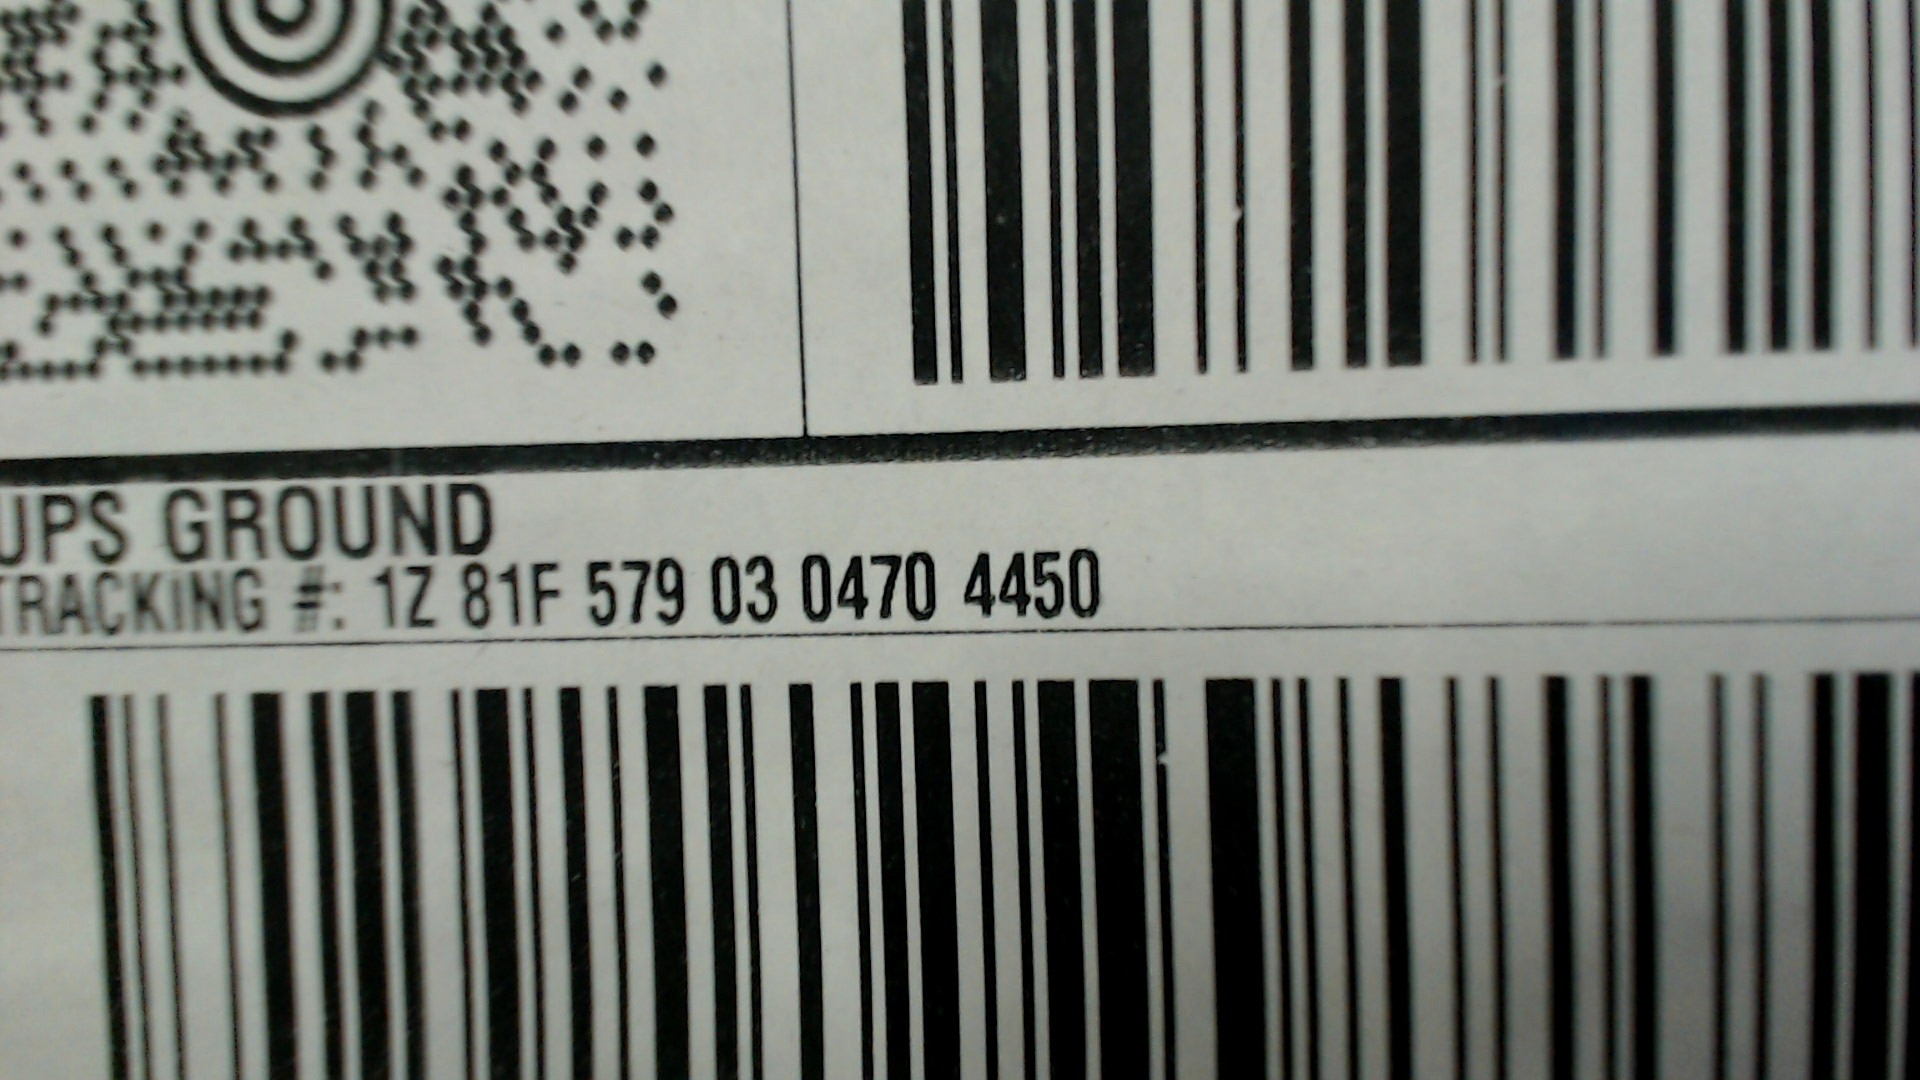 UPS GROUND
TRACKING #: 1Z 81F 579 03 0470 4450